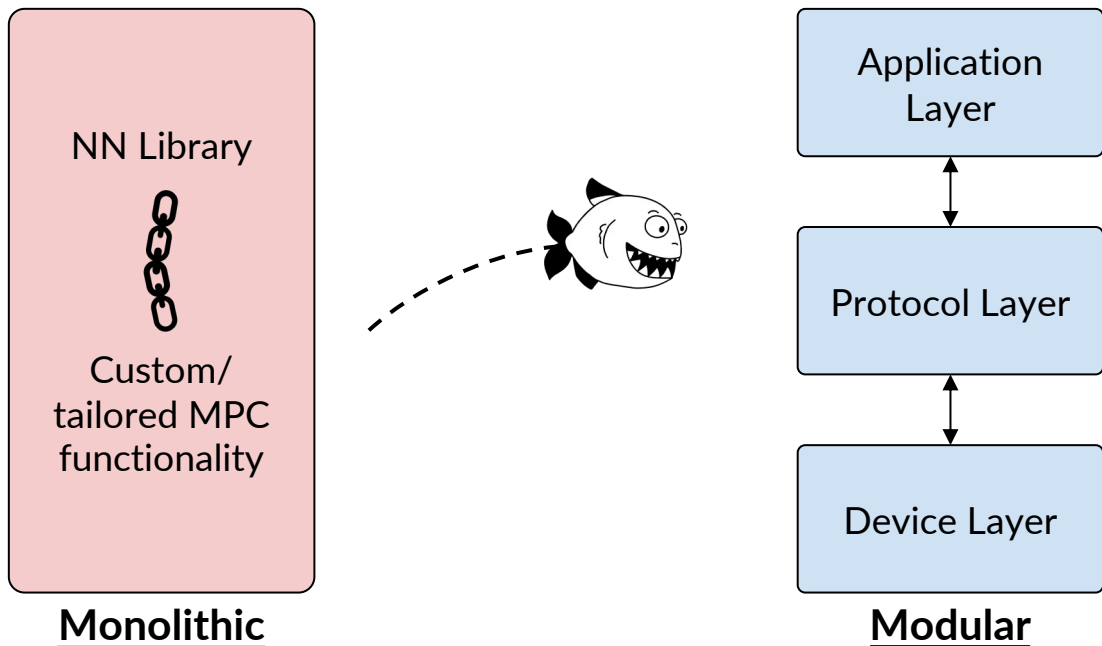 NN Library
Custom/
tailored MPC
functionality
Monolithic
Application
Layer
Protocol Layer
Device Layer
Modular